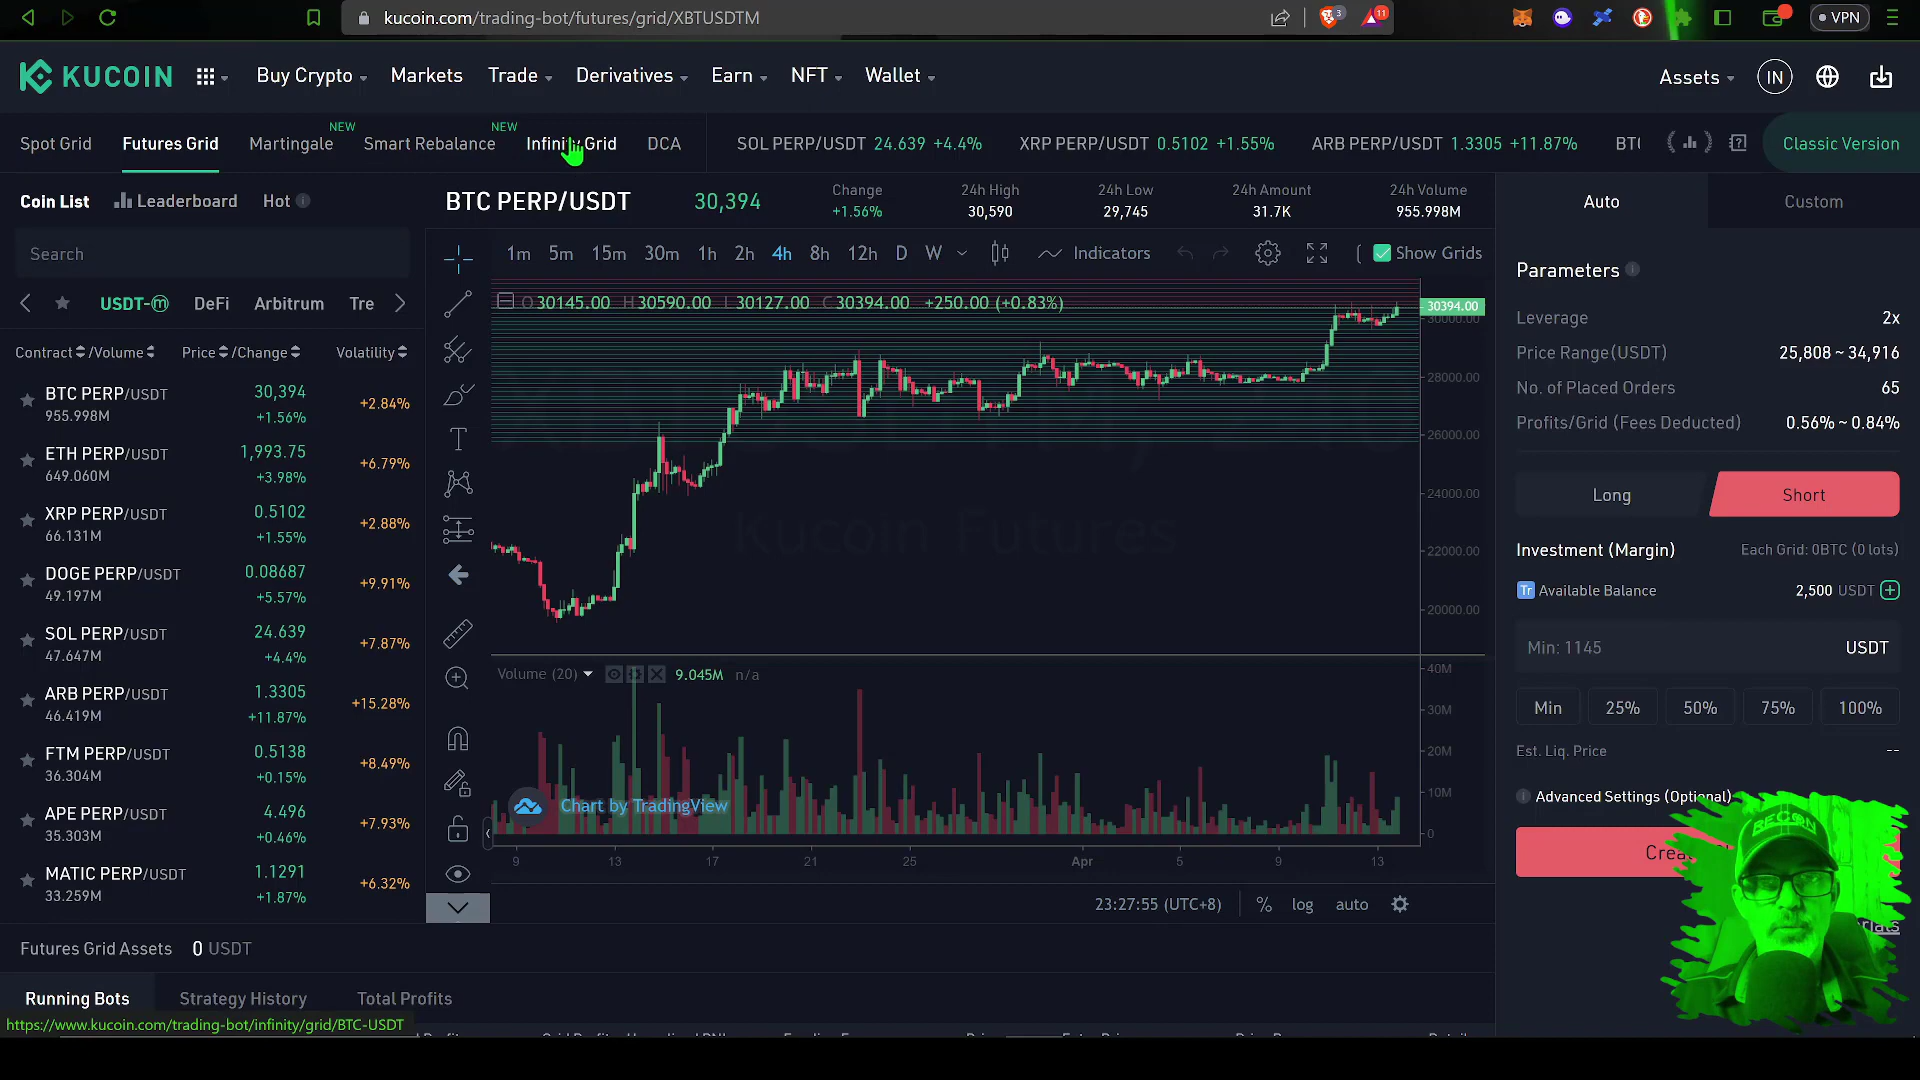 kucoin.com/trading-bot/futures/grid/XBTUSDTM
3
11
VPN
KUCOIN
Buy Crypto
Markets
Trade
Derivatives
Earn
NFT
Wallet
Assets
IN
Spot Grid
Futures Grid
Martingale
NEW
Smart Rebalance
NEW
Infinity Grid
DCA
SOL PERP/USDT 24.639 +4.4%
XRP PERP/USDT 0.5102 +1.55%
ARB PERP/USDT 1.3305 +11.87%
Classic Version
Coin List
Leaderboard
Hot
BTC PERP/USDT
30,394
Change
+1.56%
24h High
30,590
24h Low
29,745
24h Amount
31.7K
24h Volume
955.998M
Auto
Custom
Search
1m 5m 15m 30m 1h 2h 4h 8h 12h D W
Indicators
Show Grids
USDT-M
DeFi
Arbitrum
Tre
Contract /Volume
Price /Change
Volatility
BTC PERP/USDT 30,394 +2.84%
955.998M +1.56%
ETH PERP/USDT 1,993.75 +6.79%
649.060M +3.98%
XRP PERP/USDT 0.5102 +2.88%
66.131M +1.55%
DOGE PERP/USDT 0.08687 +9.91%
49.197M +5.57%
SOL PERP/USDT 24.639 +7.87%
47.647M +4.4%
ARB PERP/USDT 1.3305 +15.28%
46.419M +11.87%
FTM PERP/USDT 0.5138 +8.49%
36.304M +0.15%
APE PERP/USDT 4.496 +7.93%
35.303M +0.46%
MATIC PERP/USDT 1.1291 +6.32%
33.259M +1.87%
O 30145.00 H 30590.00 L 30127.00 C 30394.00 +250.00 (+0.83%)
30394.00
30000.00
28000.00
26000.00
24000.00
22000.00
20000.00
Kucoin Futures
Volume (20)
9.045M n/a
40M
30M
20M
10M
0
Chart by TradingView
9 13 17 21 25 Apr 5 9 13
23:27:55 (UTC+8)
%
log
auto
Parameters
Leverage 2x
Price Range(USDT) 25,808 ~ 34,916
No. of Placed Orders 65
Profits/Grid (Fees Deducted) 0.56% ~ 0.84%
Long
Short
Investment (Margin)
Each Grid: 0BTC (0 lots)
Tr Available Balance 2,500 USDT
Min: 1145 USDT
Min 25% 50% 75% 100%
Est. Liq. Price --
Advanced Settings (Optional)
RECON
Futures Grid Assets 0 USDT
Running Bots
Strategy History
Total Profits
https://www.kucoin.com/trading-bot/infinity/grid/BTC-USDT